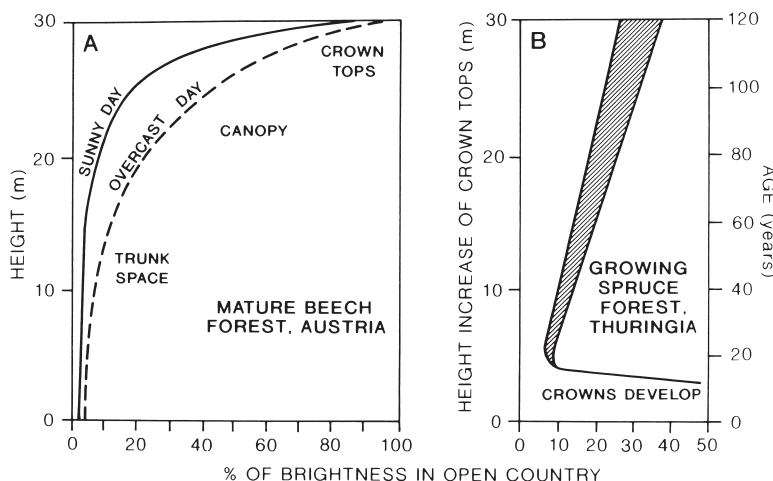 A
30
20
10
0
HEIGHT (m)
SUNNY DAY
OVERCAST DAY
CROWN
TOPS
CANOPY
TRUNK
SPACE
MATURE BEECH
FOREST, AUSTRIA
0 20 40 60 80 100
B
30
20
10
0
HEIGHT INCREASE OF CROWN TOPS (m)
120
100
80
60
40
20
0
AGE (years)
GROWING
SPRUCE
FOREST,
THURINGIA
CROWNS DEVELOP
0 10 20 30 40 50
% OF BRIGHTNESS IN OPEN COUNTRY